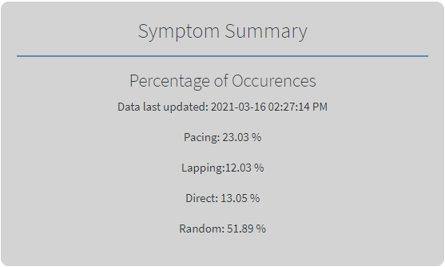 Symptom Summary
Percentage of Occurences
Data last updated: 2021-03-16 02:27:14 PM
Pacing: 23.03 %
Lapping:12.03 %
Direct: 13.05 %
Random: 51.89 %